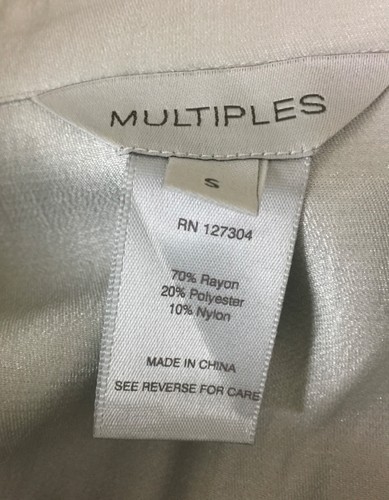 MULTIPLES
S
RN 127304
70% Rayon
20% Polyester
10% Nylon
MADE IN CHINA
SEE REVERSE FOR CARE